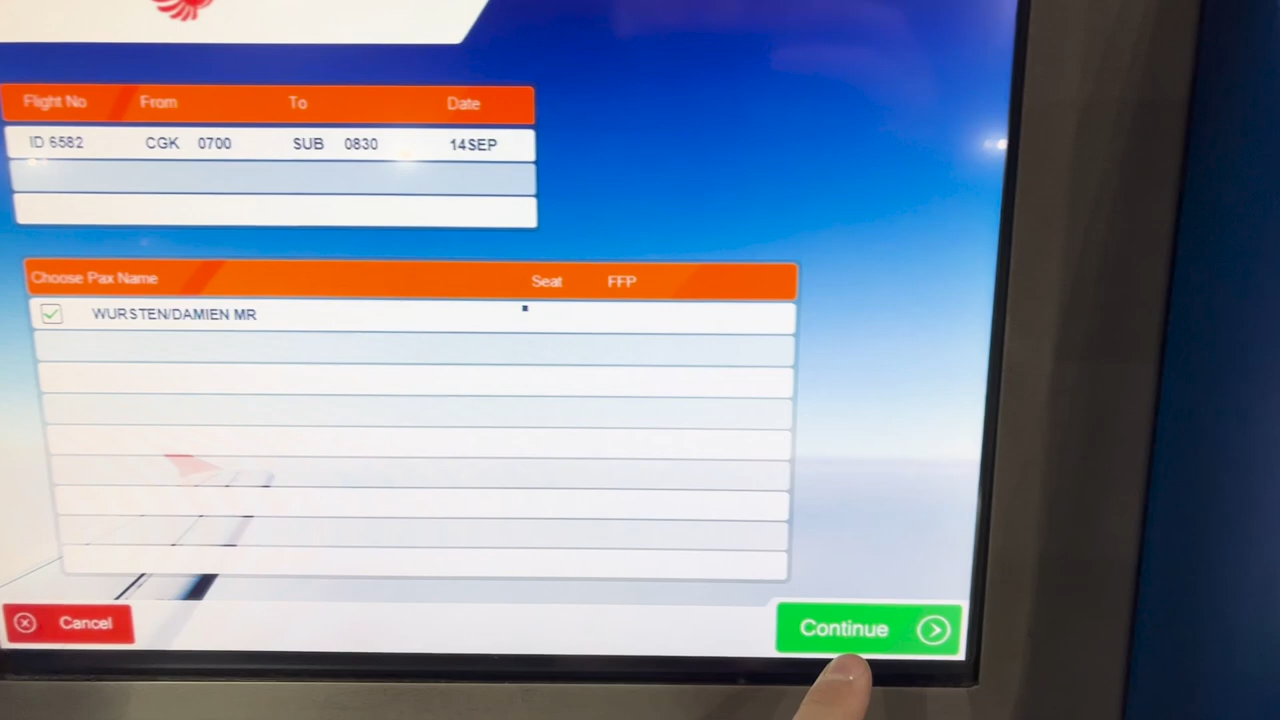 Flight No From To Date
ID 6582 CGK 0700 SUB 0830 14SEP
Choose Pax Name Seat FFP
WURSTEN/DAMIEN MR
Cancel Continue